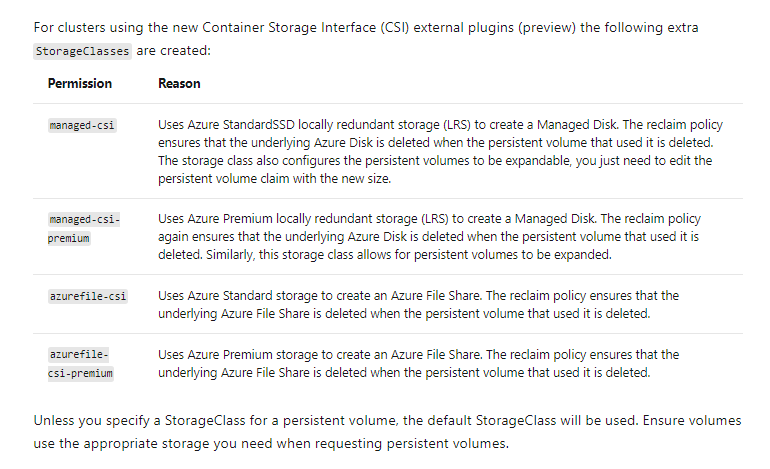 For clusters using the new Container Storage Interface (CSI) external plugins (preview) the following extra
StorageClasses are created:
Permission Reason
managed-csi Uses Azure StandardSSD locally redundant storage (LRS) to create a Managed Disk. The reclaim policy
ensures that the underlying Azure Disk is deleted when the persistent volume that used it is deleted.
The storage class also configures the persistent volumes to be expandable, you just need to edit the
persistent volume claim with the new size.
managed-csi- Uses Azure Premium locally redundant storage (LRS) to create a Managed Disk. The reclaim policy
premium again ensures that the underlying Azure Disk is deleted when the persistent volume that used it is
deleted. Similarly, this storage class allows for persistent volumes to be expanded.
azurefile-csi Uses Azure Standard storage to create an Azure File Share. The reclaim policy ensures that the
underlying Azure File Share is deleted when the persistent volume that used it is deleted.
azurefile- Uses Azure Premium storage to create an Azure File Share. The reclaim policy ensures that the
csi-premium underlying Azure File Share is deleted when the persistent volume that used it is deleted.
Unless you specify a StorageClass for a persistent volume, the default StorageClass will be used. Ensure volumes
use the appropriate storage you need when requesting persistent volumes.